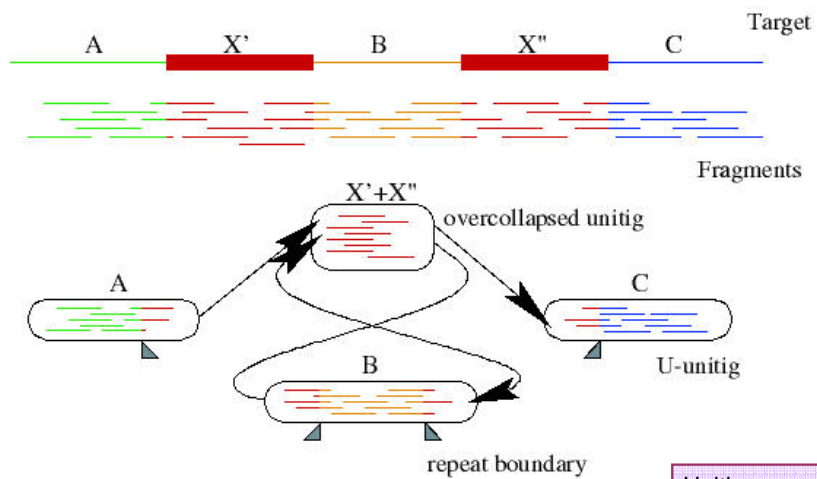 Target
A X' B X" C
Fragments
X'+X"
overcollapsed unitig
A
C
U-unitig
B
repeat boundary